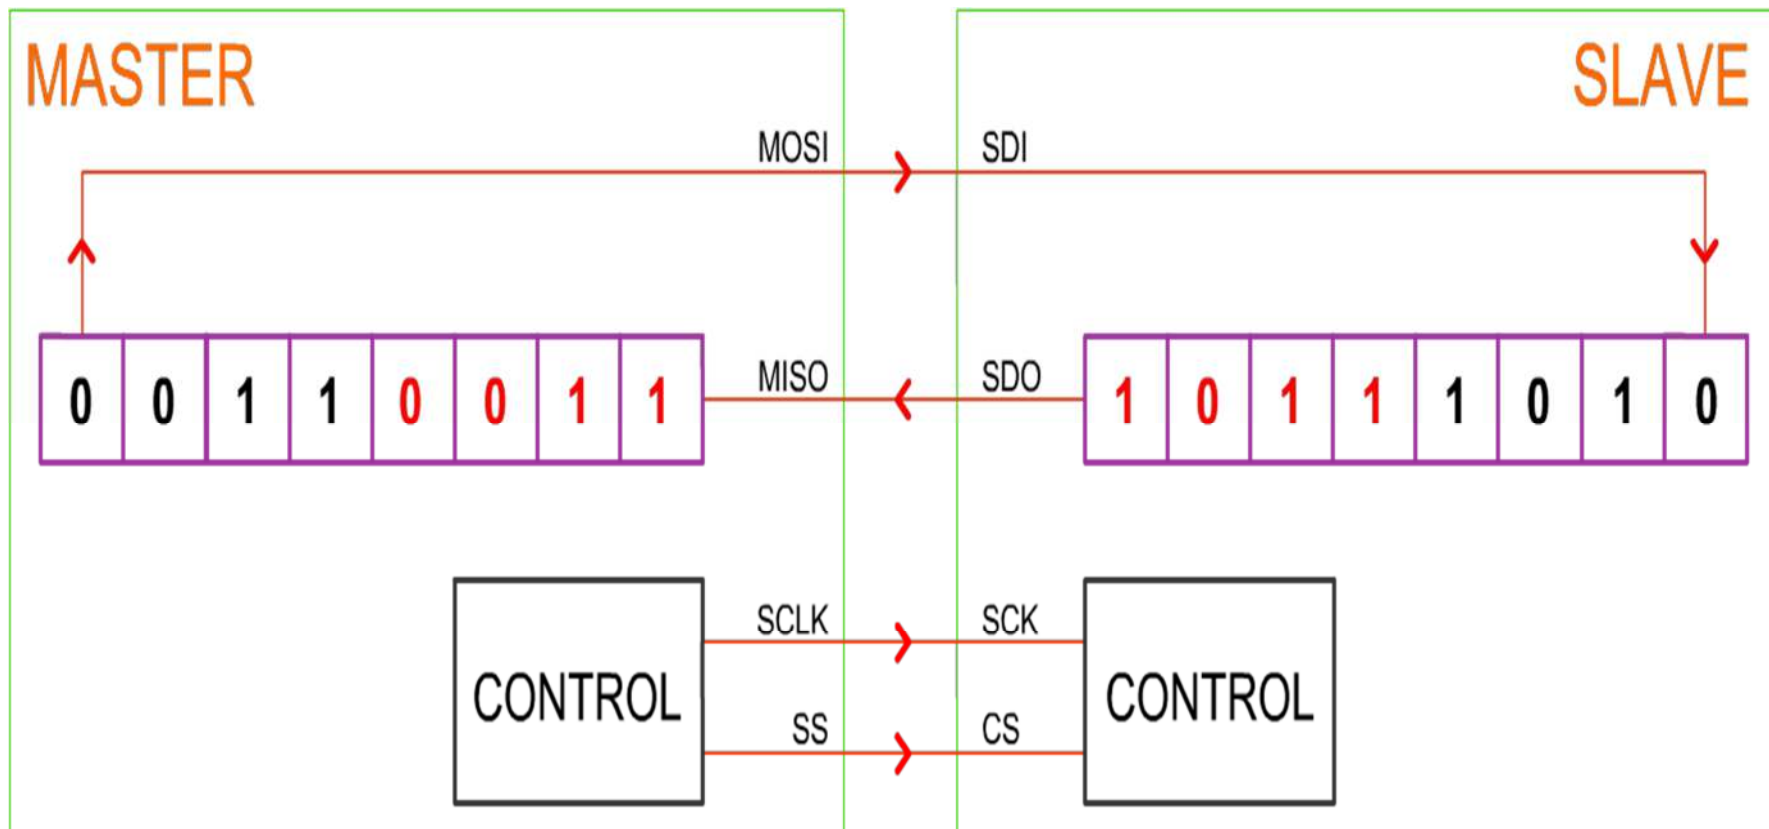 MASTER
SLAVE
MOSI SDI
0 0 1 1 0 0 1 1 MISO SDO 1 0 1 1 1 0 1 0
SCLK SCK
CONTROL CONTROL
SS CS